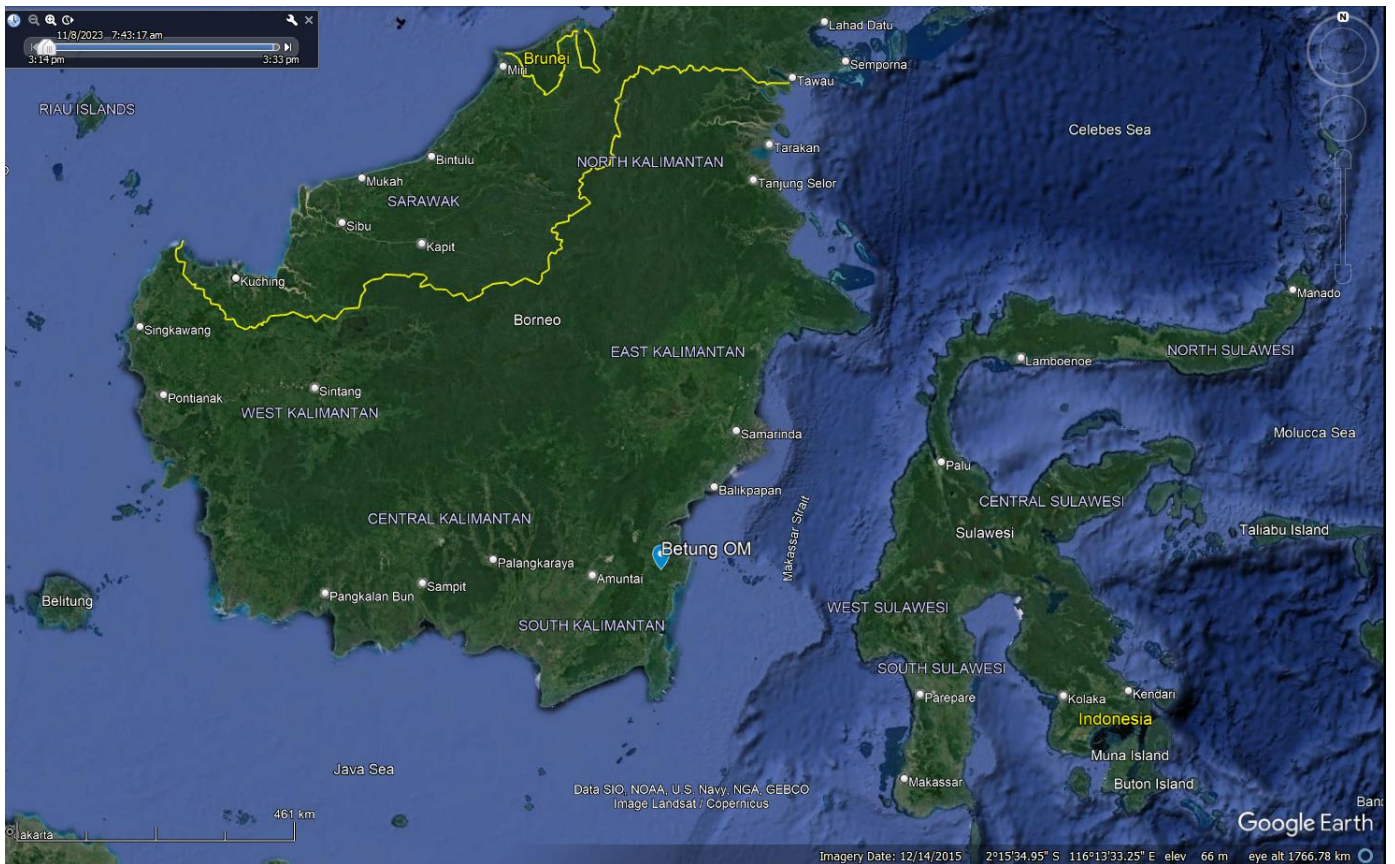 11/8/2023 7:43:17 am
3:14 pm
3:33 pm
N
Lahad Datu
Brunei
Miri
Semporna
Tawau
RIAU ISLANDS
Celebes Sea
Tarakan
Bintulu
NORTH KALIMANTAN
Mukah
Tanjung Selor
SARAWAK
Sibu
Kapit
Kuching
Manado
Borneo
Singkawang
EAST KALIMANTAN
NORTH SULAWESI
Lamboenoe
Sintang
Pontianak
WEST KALIMANTAN
Samarinda
Molucca Sea
Palu
Balikpapan
CENTRAL SULAWESI
Makassar Strait
CENTRAL KALIMANTAN
Sulawesi
Taliabu Island
Betung OM
Palangkaraya
Amuntai
Sampit
Pangkalan Bun
Belitung
WEST SULAWESI
SOUTH KALIMANTAN
SOUTH SULAWESI
Parepare
Kolaka
Kendari
Indonesia
Muna Island
Java Sea
Makassar
Buton Island
Data SIO, NOAA, U.S. Navy, NGA, GEBCO
Image Landsat / Copernicus
Ban
461 km
Google Earth
akarta
Imagery Date: 12/14/2015 2°15'34.95" S 116°13'33.25" E elev 66 m eye alt 1766.78 km